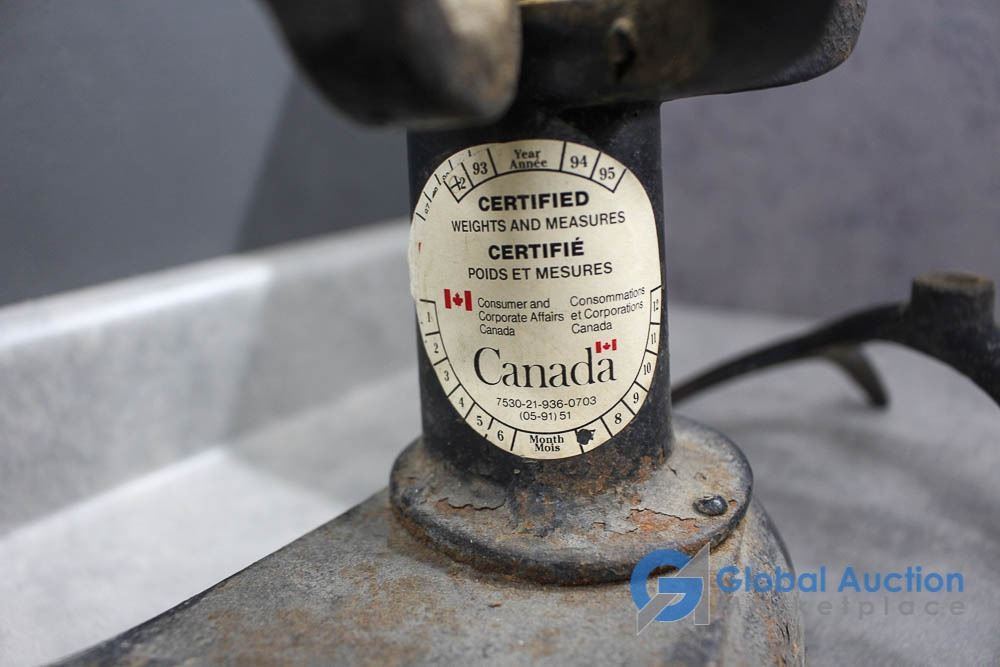 93 Year 94 95
Année
CERTIFIED
WEIGHTS AND MEASURES
CERTIFIÉ
POIDS ET MESURES
Consumer and Consommations
Corporate Affairs et Corporations
Canada Canada
Canada
7530-21-936-0703
(05-91) 51
1 2 3 4 5 6
Month
Mois
8 9 10 11 12
Global Auction
Marketplace